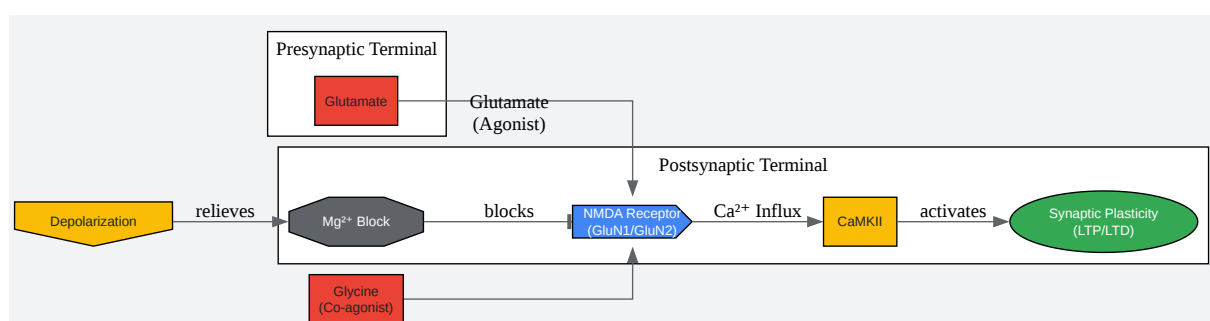 Presynaptic Terminal
Glutamate
Glutamate
(Agonist)
Postsynaptic Terminal
Depolarization
relieves
Mg²⁺ Block
blocks
NMDA Receptor
(GluN1/GluN2)
Ca²⁺ Influx
CaMKII
activates
Synaptic Plasticity
(LTP/LTD)
Glycine
(Co-agonist)